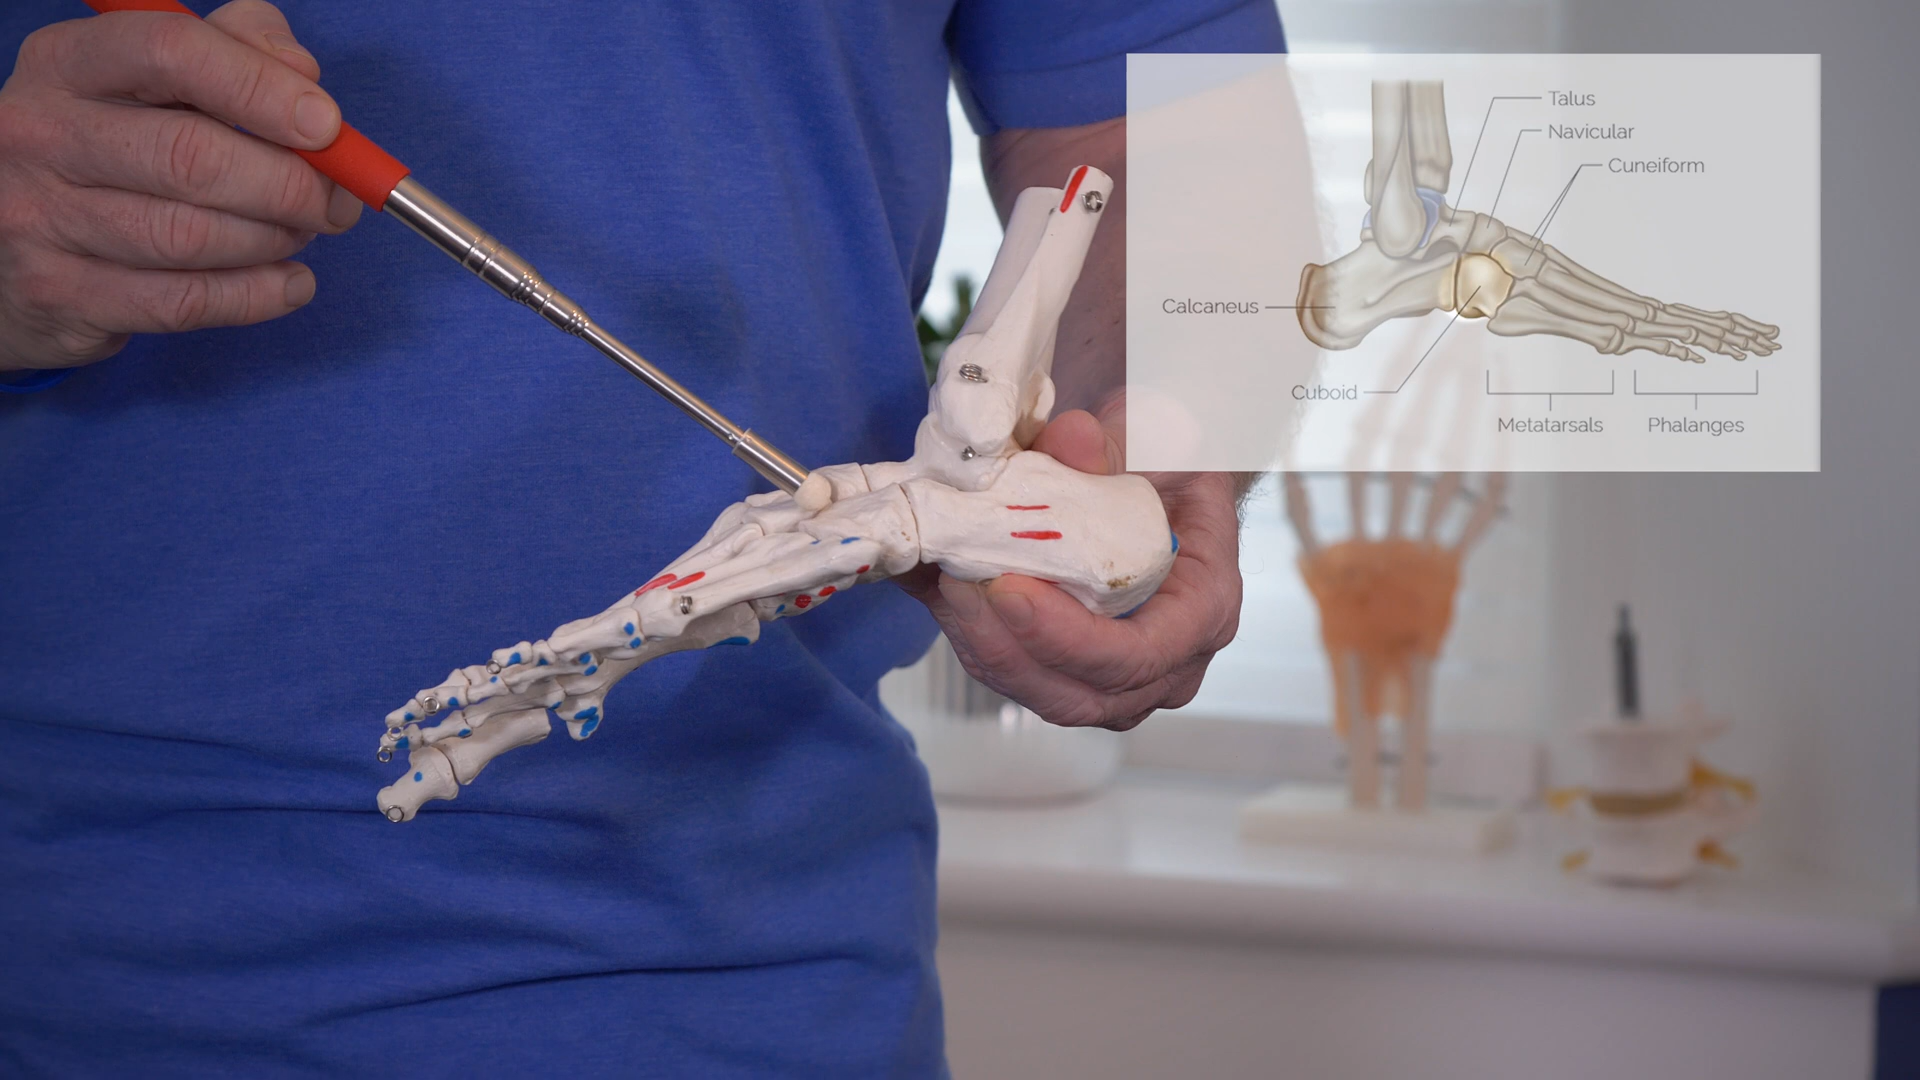 Talus
Navicular
Cuneiform
Calcaneus
Cuboid
Metatarsals
Phalanges